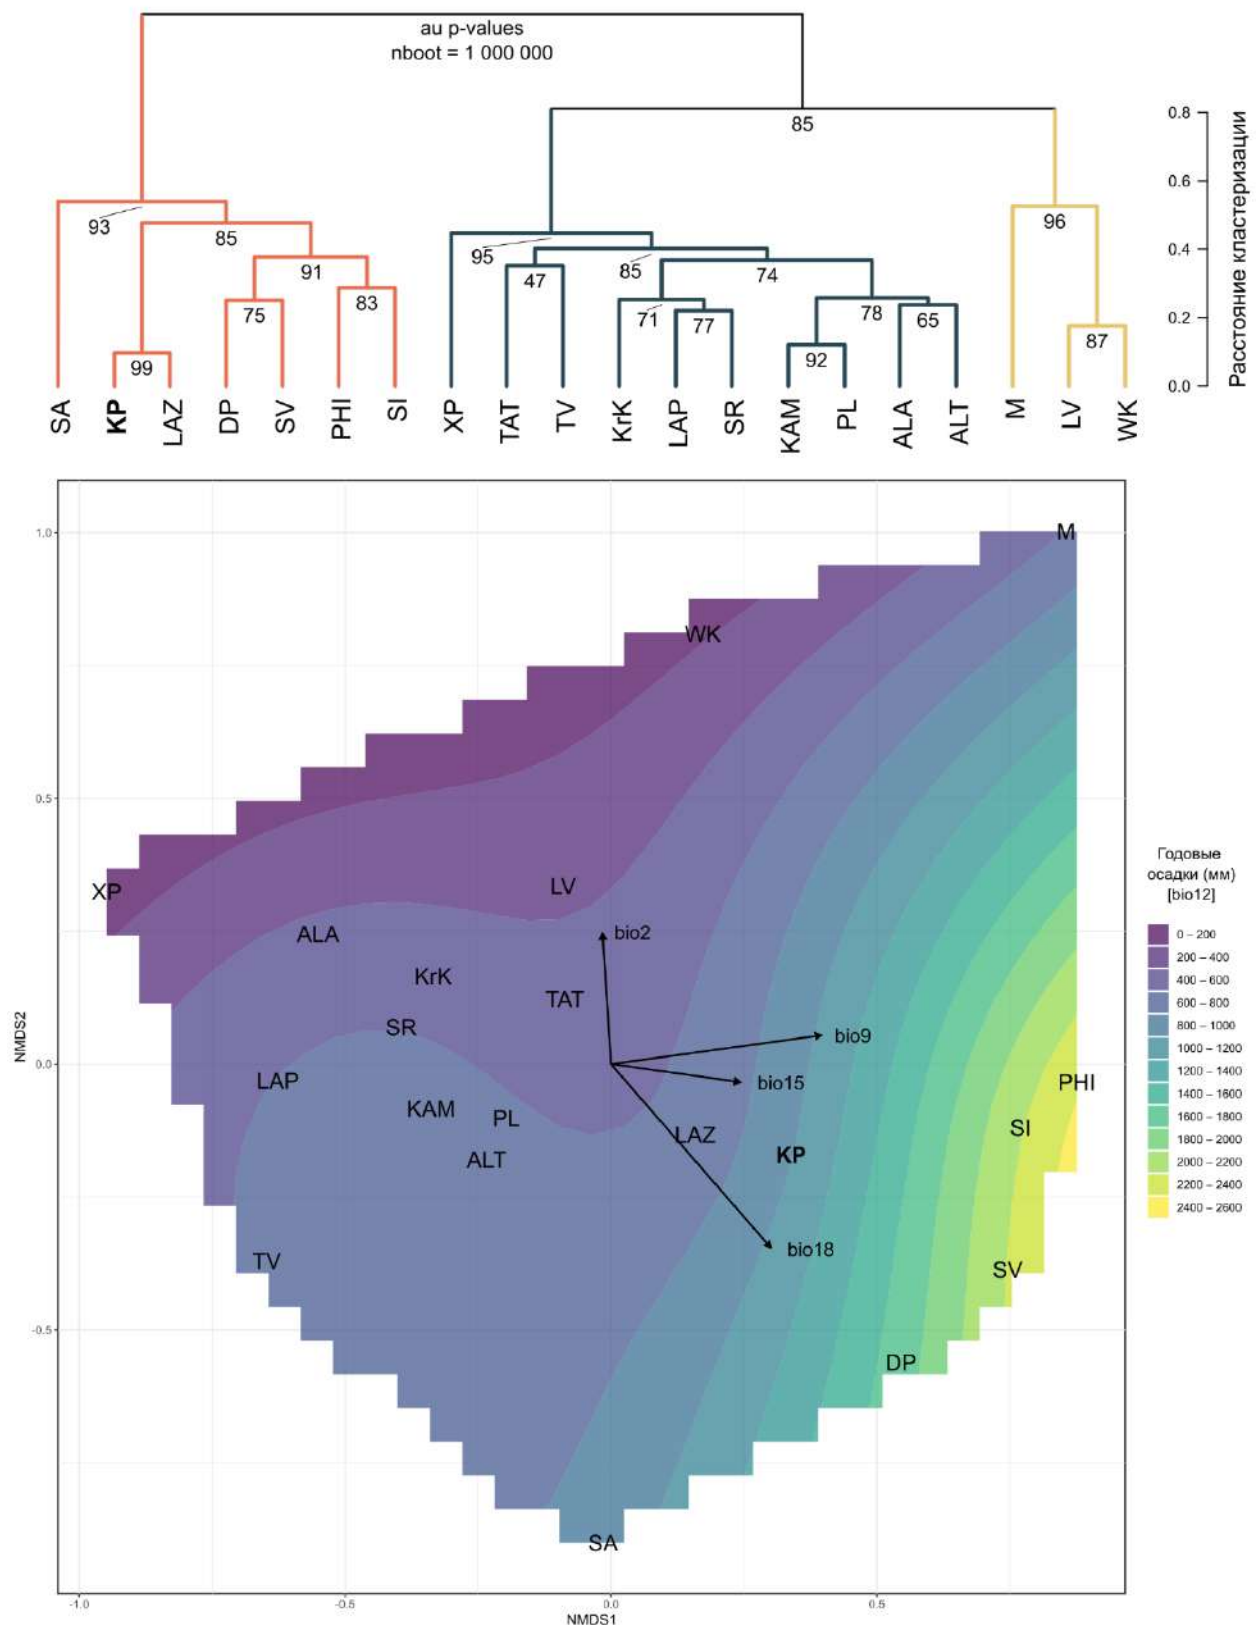 au p-values
nboot = 1 000 000
85
0.8
0.6
0.4
0.2
0.0
Расстояние кластеризации
93
85
91
75
83
99
95
47
85
74
71
77
78
65
92
96
87
SA
KP
LAZ
DP
SV
PHI
SI
XP
TAT
TV
KrK
LAP
SR
KAM
PL
ALA
ALT
M
LV
WK
1.0
0.5
0.0
-0.5
NMDS2
M
WK
XP
LV
ALA
bio2
KrK
TAT
SR
bio9
LAP
bio15
PHI
KAM
PL
SI
LAZ
KP
ALT
bio18
TV
SV
DP
SA
-1.0
-0.5
0.0
0.5
NMDS1
Годовые
осадки (мм)
[bio12]
0 – 200
200 – 400
400 – 600
600 – 800
800 – 1000
1000 – 1200
1200 – 1400
1400 – 1600
1600 – 1800
1800 – 2000
2000 – 2200
2200 – 2400
2400 – 2600